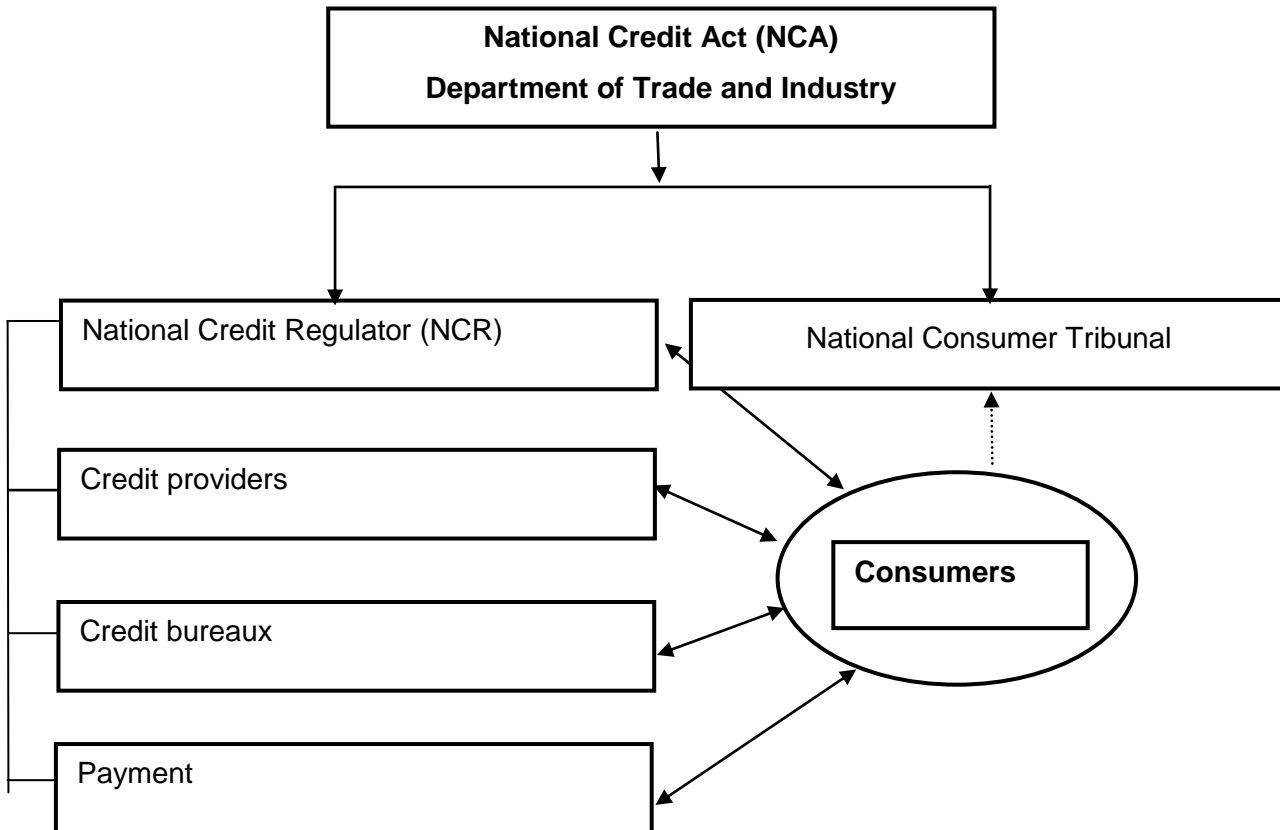 National Credit Act (NCA)
Department of Trade and Industry
National Credit Regulator (NCR)
National Consumer Tribunal
Credit providers
Consumers
Credit bureaux
Payment